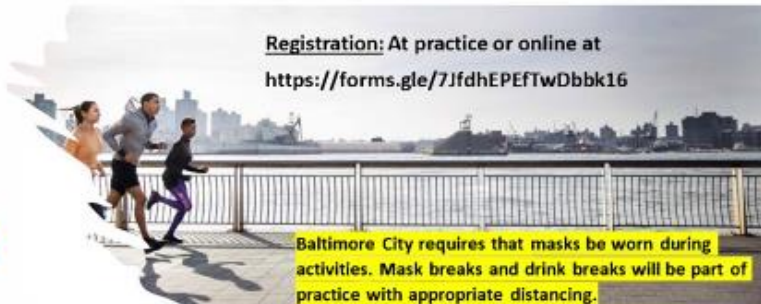 Registration: At practice or online at
https://forms.gle/7JfdhEPEfTwDbbk16
Baltimore City requires that masks be worn during
activities. Mask breaks and drink breaks will be part of
practice with appropriate distancing.